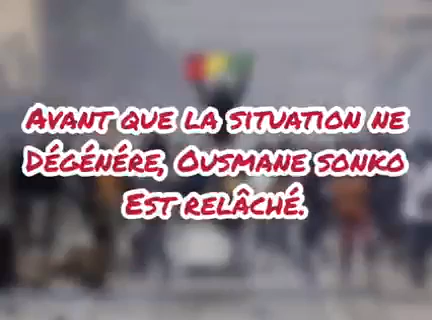 Avant que la situation ne
Dégénére, Ousmane sonko
Est relâché.